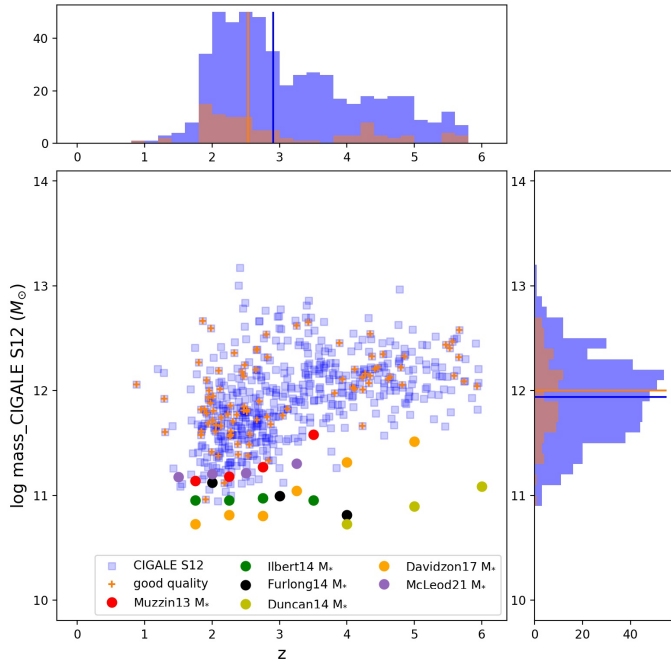 40
20
0
0 1 2 3 4 5 6
14
13
12
11
10
log mass_CIGALE S12 (M⊙)
CIGALE S12
good quality
Muzzin13 M*
Ilbert14 M*
Furlong14 M*
Duncan14 M*
Davidzon17 M*
McLeod21 M*
0 1 2 3 4 5 6
z
14
13
12
11
10
0 20 40